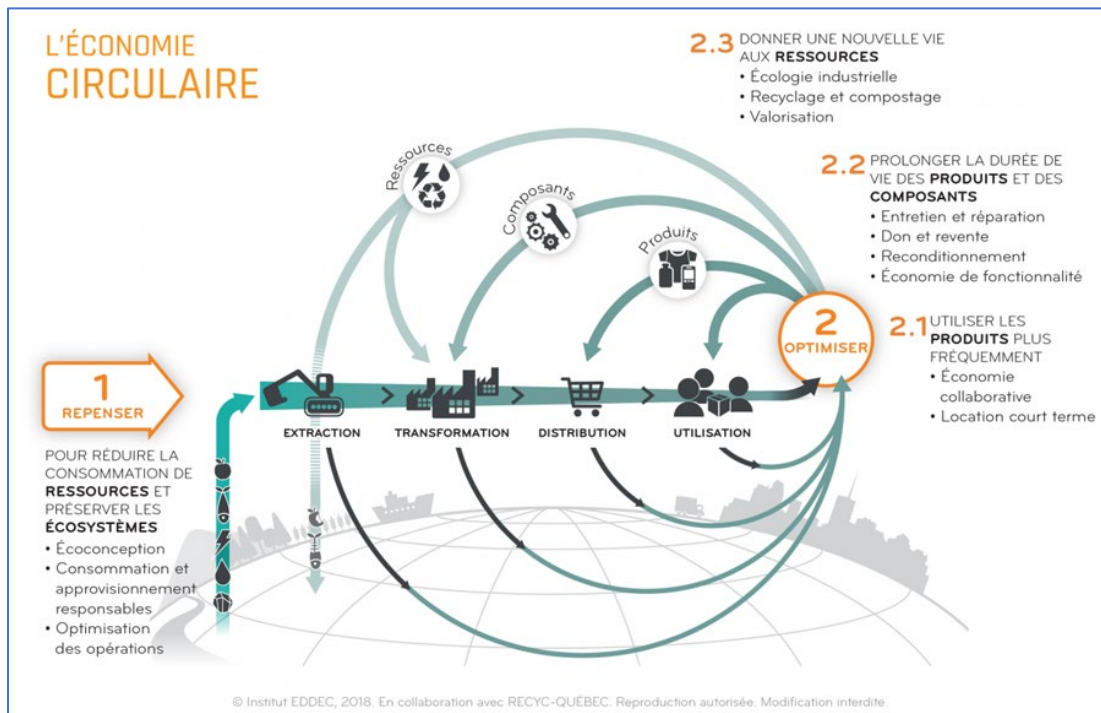 L'ÉCONOMIE
CIRCULAIRE
2.3 DONNER UNE NOUVELLE VIE
AUX RESSOURCES
• Écologie industrielle
• Recyclage et compostage
• Valorisation
2.2 PROLONGER LA DURÉE DE
VIE DES PRODUITS ET DES
COMPOSANTS
• Entretien et réparation
• Don et revente
• Reconditionnement
• Économie de fonctionnalité
2.1 UTILISER LES
PRODUITS PLUS
FRÉQUEMMENT
• Économie
collaborative
• Location court terme
Ressources
Composants
Produits
2
OPTIMISER
1
REPENSER
EXTRACTION
TRANSFORMATION
DISTRIBUTION
UTILISATION
POUR RÉDUIRE LA
CONSOMMATION DE
RESSOURCES ET
PRÉSERVER LES
ÉCOSYSTÈMES
• Écoconception
• Consommation et
approvisionnement
responsables
• Optimisation
des opérations
© Institut EDDEC, 2018. En collaboration avec RECYC-QUÉBEC. Reproduction autorisée. Modification interdite.